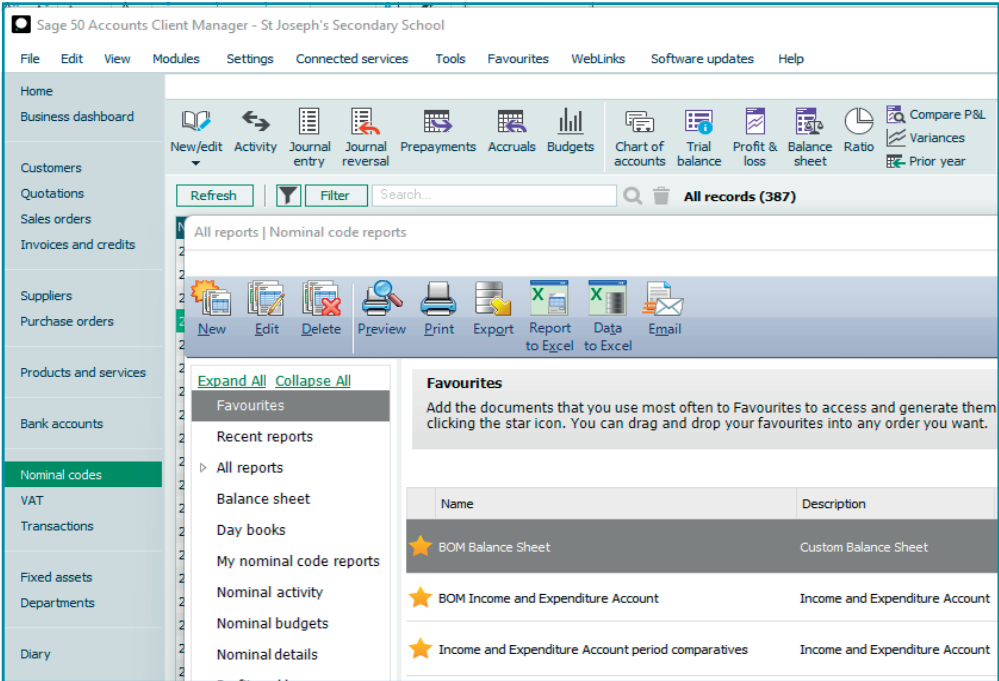 Sage 50 Accounts Client Manager - St Joseph's Secondary School
File Edit View Modules Settings Connected services Tools Favourites WebLinks Software updates Help
Home
Business dashboard
Customers
Quotations
Sales orders
Invoices and credits
Suppliers
Purchase orders
Products and services
Bank accounts
Nominal codes
VAT
Transactions
Fixed assets
Departments
Diary
New/edit Activity Journal entry Journal reversal Prepayments Accruals Budgets Chart of accounts Trial balance Profit & loss Balance sheet Ratio
Compare P&L
Variances
Prior year
Refresh Filter Search... All records (387)
All reports | Nominal code reports
New Edit Delete Preview Print Export Report to Excel Data to Excel Email
Expand All Collapse All
Favourites
Recent reports
All reports
Balance sheet
Day books
My nominal code reports
Nominal activity
Nominal budgets
Nominal details
Favourites
Add the documents that you use most often to Favourites to access and generate them
clicking the star icon. You can drag and drop your favourites into any order you want.
Name Description
BOM Balance Sheet Custom Balance Sheet
BOM Income and Expenditure Account Income and Expenditure Account
Income and Expenditure Account period comparatives Income and Expenditure Account